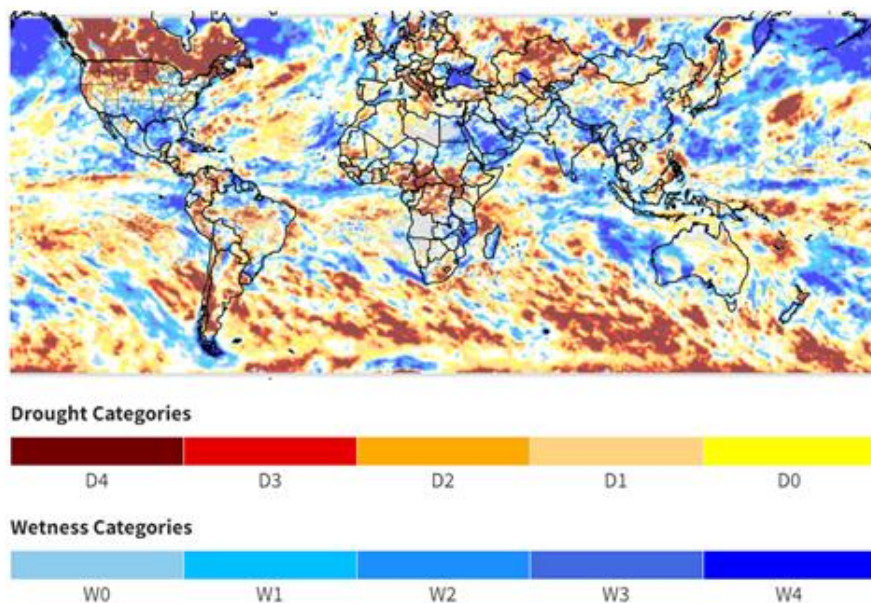 Drought Categories
D4 D3 D2 D1 D0
Wetness Categories
W0 W1 W2 W3 W4